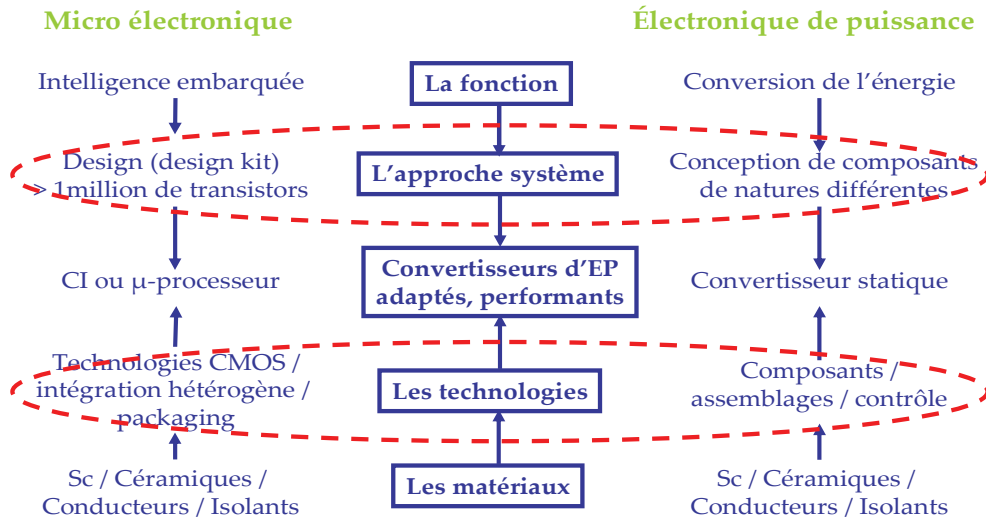 Micro électronique
Électronique de puissance
Intelligence embarquée
La fonction
Conversion de l'énergie
Design (design kit)
> 1million de transistors
L'approche système
Conception de composants
de natures différentes
CI ou µ-processeur
Convertisseurs d'EP
adaptés, performants
Convertisseur statique
Technologies CMOS /
intégration hétérogène /
packaging
Les technologies
Composants /
assemblages / contrôle
Sc / Céramiques /
Conducteurs / Isolants
Les matériaux
Sc / Céramiques /
Conducteurs / Isolants